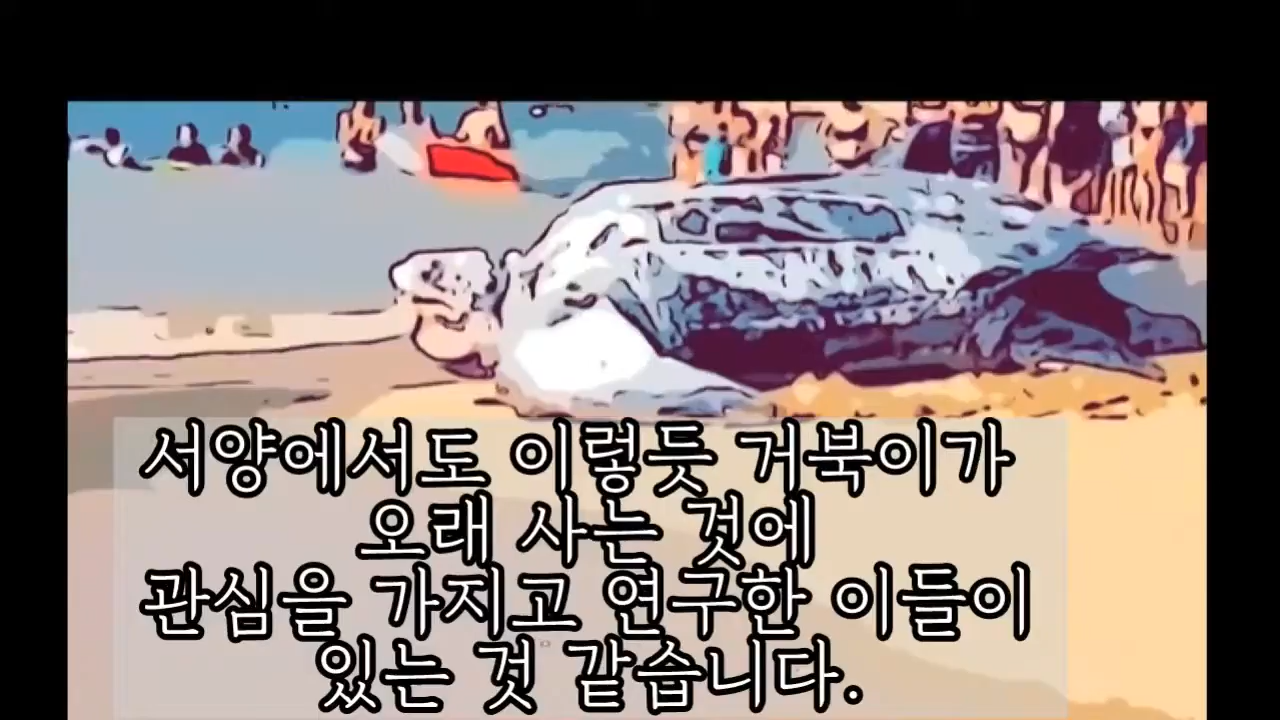 서양에서도 이렇듯 거북이가
오래 사는 것에
관심을 가지고 연구한 이들이
있는 것 같습니다.